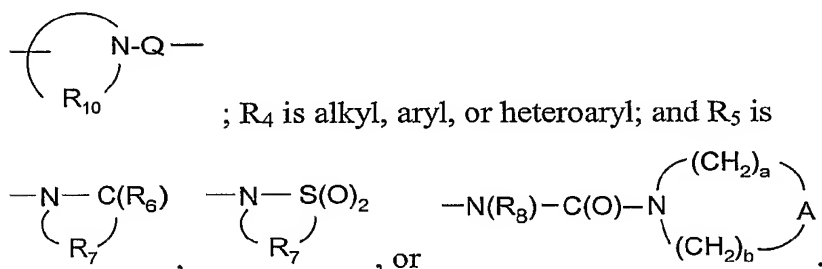 N-Q
R10
; R4 is alkyl, aryl, or heteroaryl; and R5 is
(CH2)a
—N—C(R6) —N—S(O)2 —N(R8)—C(O)—N A
R7 , R7 , or (CH2)b .